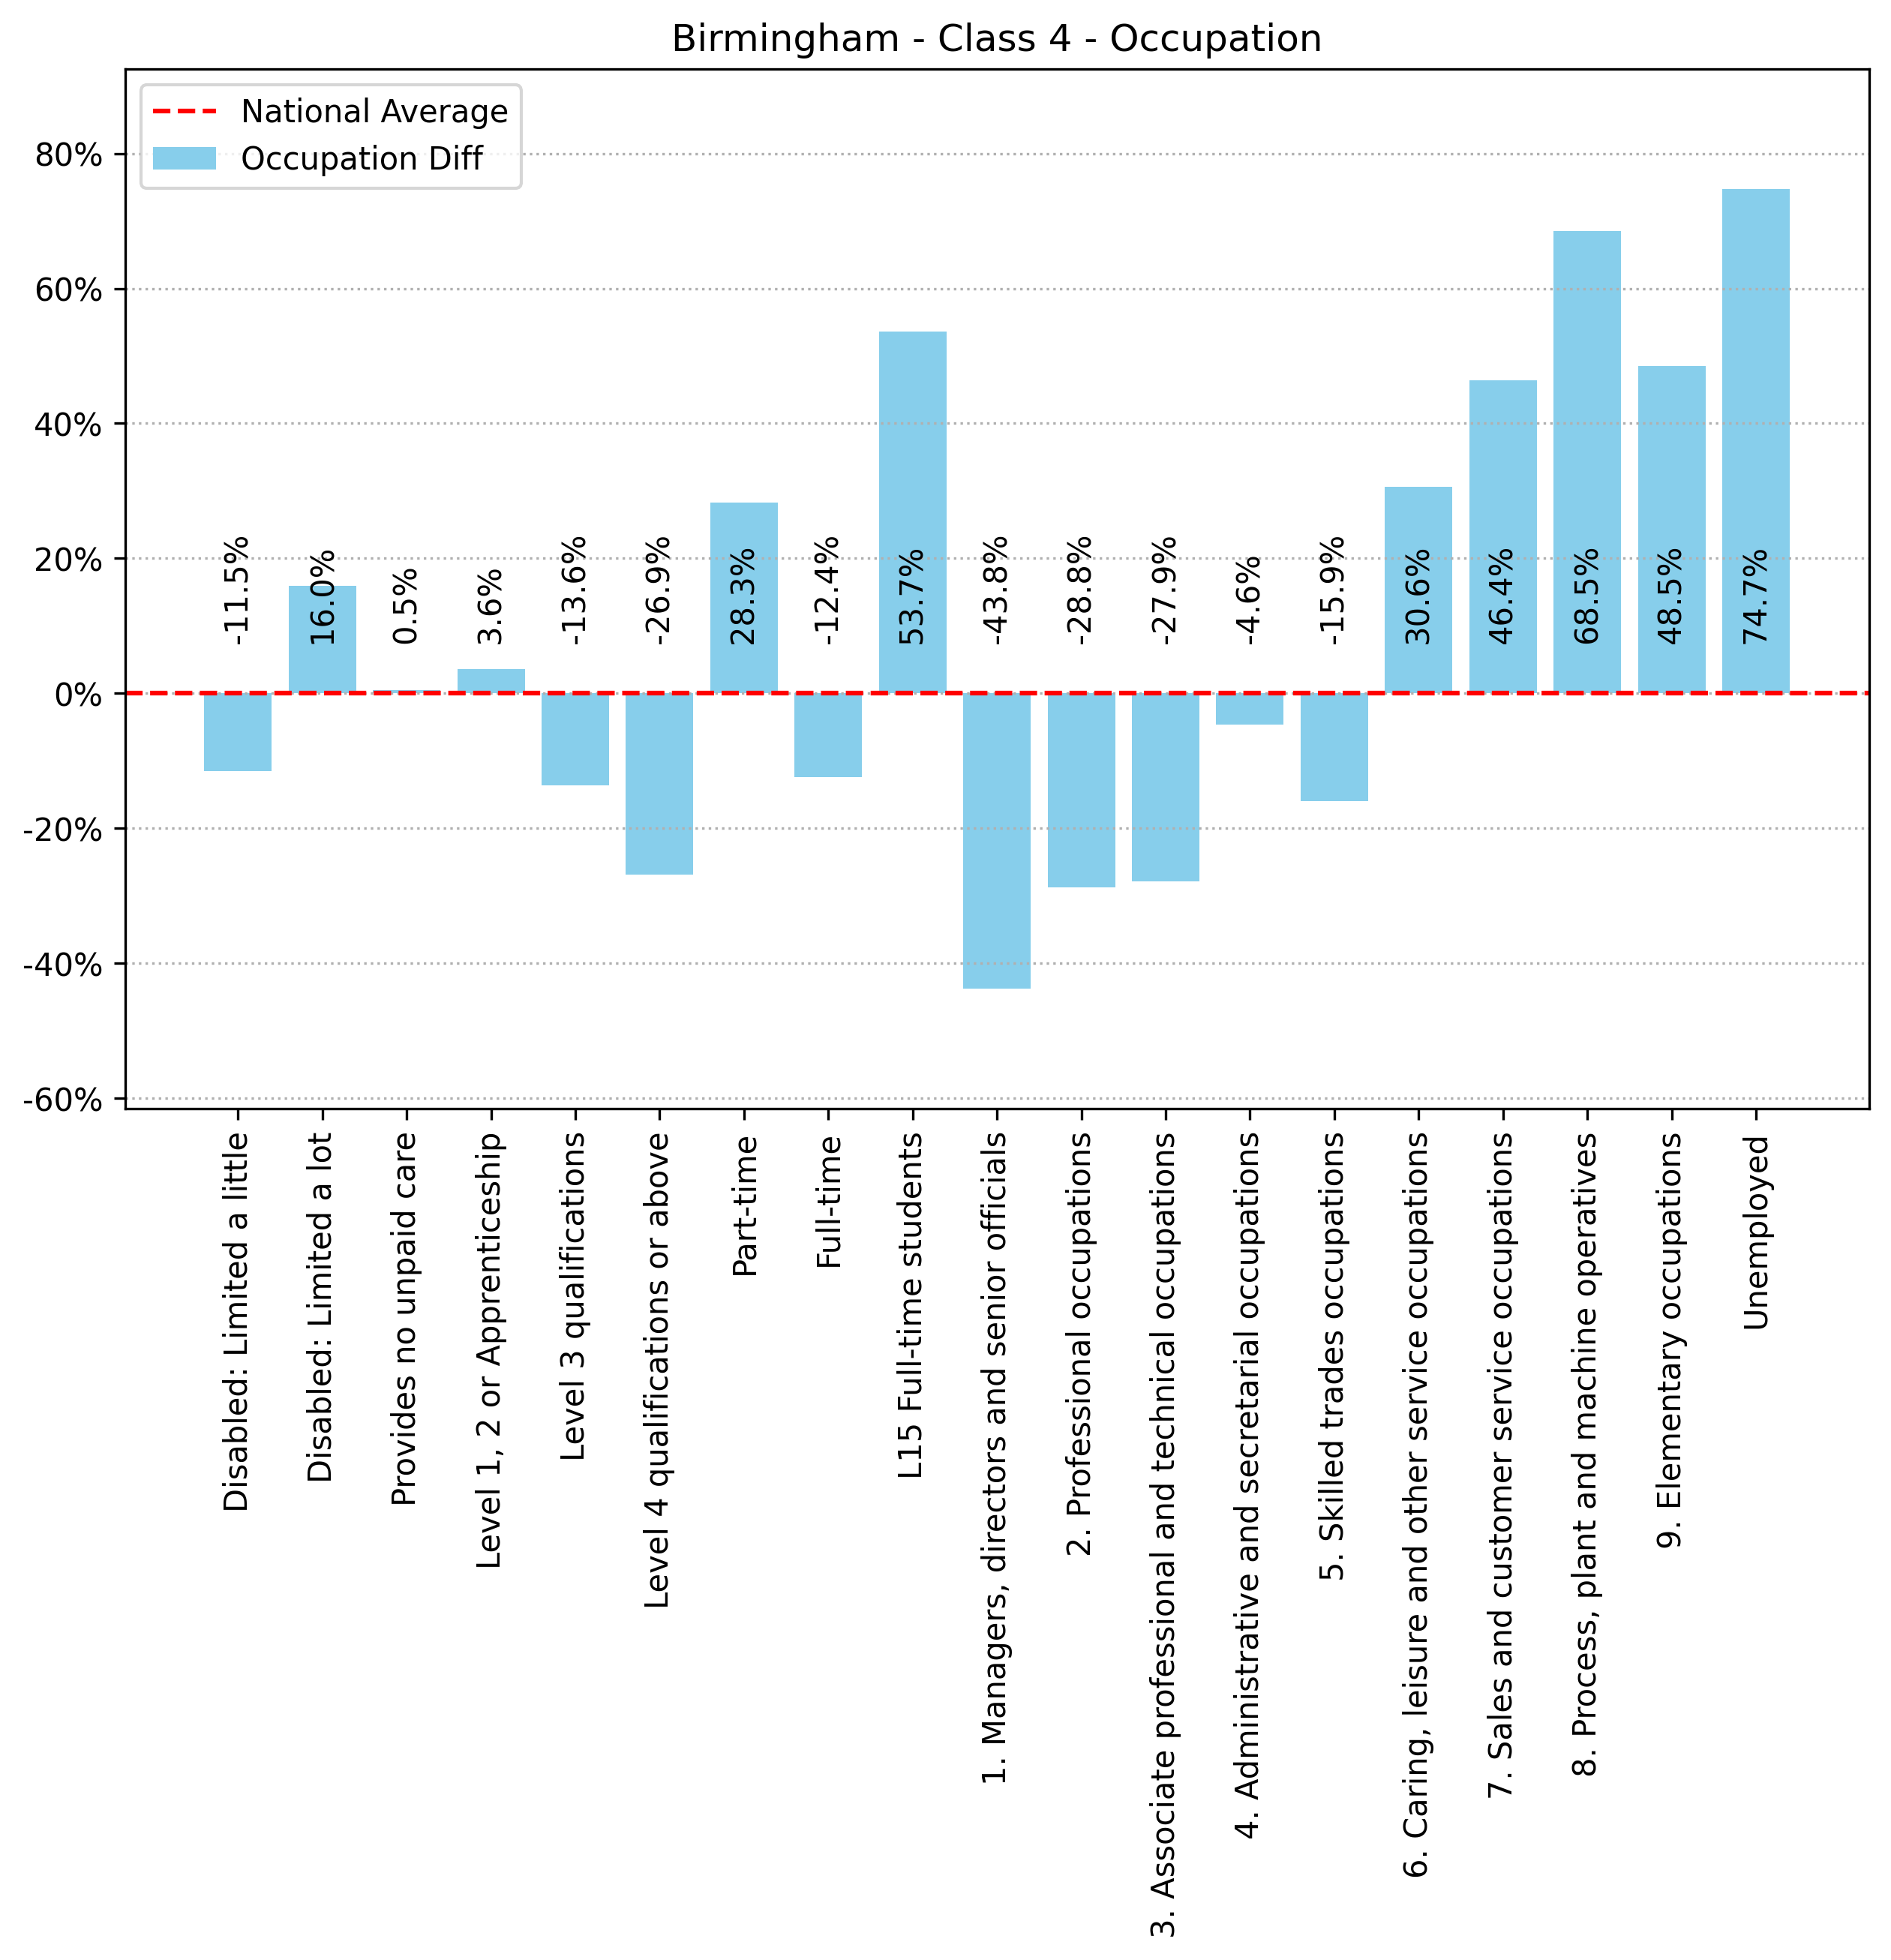 Birmingham - Class 4 - Occupation
National Average
Occupation Diff
80%
60%
40%
20%
0%
-20%
-40%
-60%
-11.5%
16.0%
0.5%
3.6%
-13.6%
-26.9%
28.3%
-12.4%
53.7%
-43.8%
-28.8%
-27.9%
-4.6%
-15.9%
30.6%
46.4%
68.5%
48.5%
74.7%
Disabled: Limited a little
Disabled: Limited a lot
Provides no unpaid care
Level 1, 2 or Apprenticeship
Level 3 qualifications
Level 4 qualifications or above
Part-time
Full-time
L15 Full-time students
1. Managers, directors and senior officials
2. Professional occupations
3. Associate professional and technical occupations
4. Administrative and secretarial occupations
5. Skilled trades occupations
6. Caring, leisure and other service occupations
7. Sales and customer service occupations
8. Process, plant and machine operatives
9. Elementary occupations
Unemployed